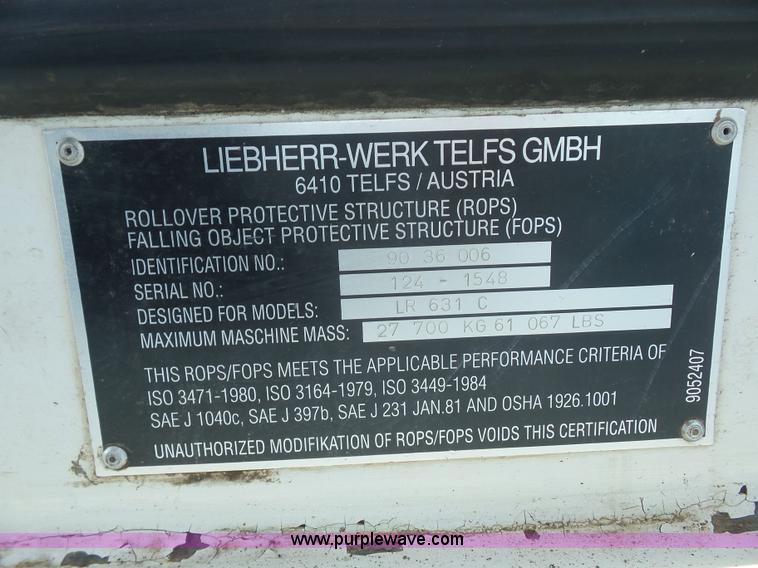 LIEBHERR-WERK TELFS GMBH
6410 TELFS / AUSTRIA
ROLLOVER PROTECTIVE STRUCTURE (ROPS)
FALLING OBJECT PROTECTIVE STRUCTURE (FOPS)
IDENTIFICATION NO.: 90 36 006
SERIAL NO.: 124 - 1548
DESIGNED FOR MODELS: LR 631 C
MAXIMUM MASCHINE MASS: 27 700 KG 61 067 LBS
THIS ROPS/FOPS MEETS THE APPLICABLE PERFORMANCE CRITERIA OF
ISO 3471-1980, ISO 3164-1979, ISO 3449-1984
SAE J 1040c, SAE J 397b, SAE J 231 JAN.81 AND OSHA 1926.1001
UNAUTHORIZED MODIFIKATION OF ROPS/FOPS VOIDS THIS CERTIFICATION
9052407
www.purplewave.com